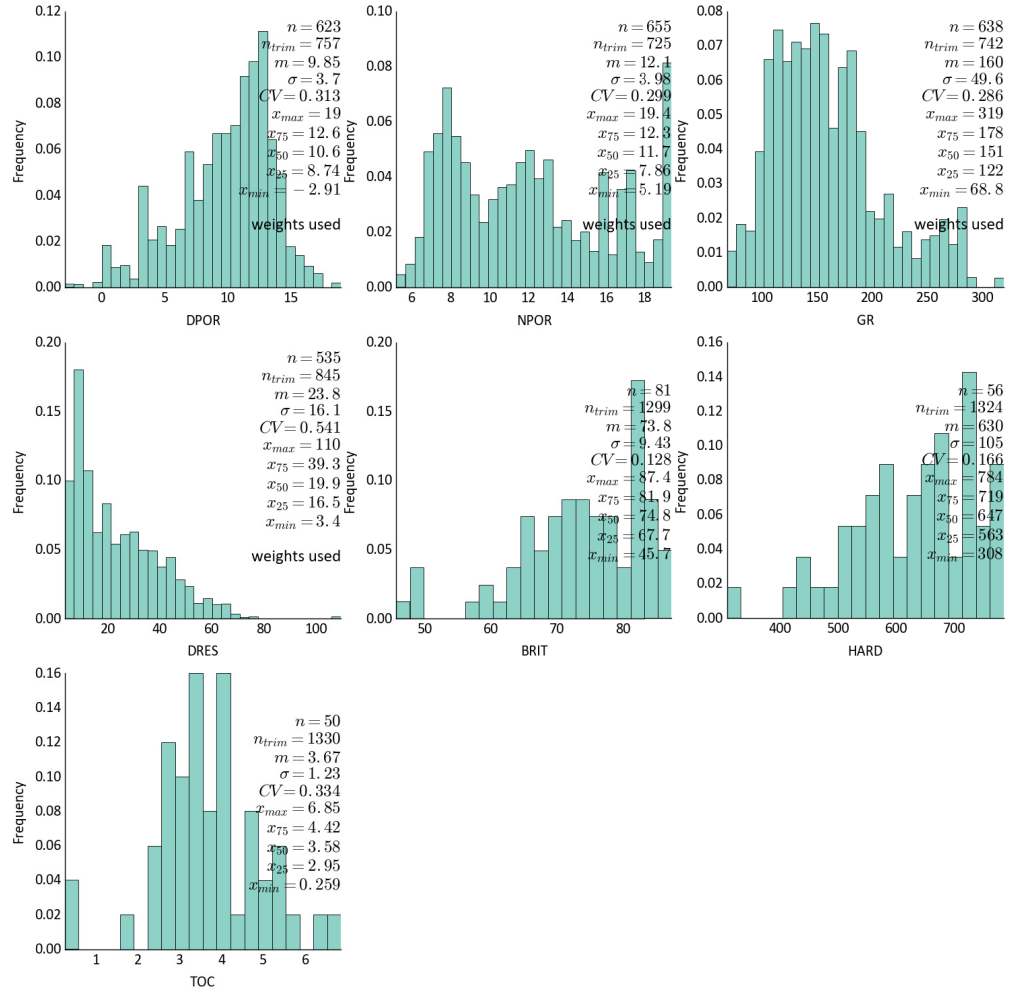 0.12
0.10
0.08
0.06
0.04
0.02
0.00
Frequency
0 5 10 15
DPOR
n = 623
n_trim = 757
m = 9.85
σ = 3.7
CV = 0.313
x_max = 19
x_75 = 12.6
x_50 = 10.6
x_25 = 8.74
x_min = −2.91
weights used
0.10
0.08
0.06
0.04
0.02
0.00
Frequency
6 8 10 12 14 16 18
NPOR
n = 655
n_trim = 725
m = 12.1
σ = 3.98
CV = 0.299
x_max = 19.4
x_75 = 12.3
x_50 = 11.7
x_25 = 7.86
x_min = 5.19
weights used
0.08
0.07
0.06
0.05
0.04
0.03
0.02
0.01
0.00
Frequency
100 150 200 250 300
GR
n = 638
n_trim = 742
m = 160
σ = 49.6
CV = 0.286
x_max = 319
x_75 = 178
x_50 = 151
x_25 = 122
x_min = 68.8
weights used
0.20
0.15
0.10
0.05
0.00
Frequency
20 40 60 80 100
DRES
n = 535
n_trim = 845
m = 23.8
σ = 16.1
CV = 0.541
x_max = 110
x_75 = 39.3
x_50 = 19.9
x_25 = 16.5
x_min = 3.4
weights used
0.20
0.15
0.10
0.05
0.00
Frequency
50 60 70 80
BRIT
n = 81
n_trim = 1299
m = 73.8
σ = 9.43
CV = 0.128
x_max = 87.4
x_75 = 81.9
x_50 = 74.8
x_25 = 67.7
x_min = 45.7
0.16
0.14
0.12
0.10
0.08
0.06
0.04
0.02
0.00
Frequency
400 500 600 700
HARD
n = 56
n_trim = 1324
m = 630
σ = 105
CV = 0.166
x_max = 784
x_75 = 719
x_50 = 647
x_25 = 563
x_min = 308
0.16
0.14
0.12
0.10
0.08
0.06
0.04
0.02
0.00
Frequency
1 2 3 4 5 6
TOC
n = 50
n_trim = 1330
m = 3.67
σ = 1.23
CV = 0.334
x_max = 6.85
x_75 = 4.42
x_50 = 3.58
x_25 = 2.95
x_min = 0.259